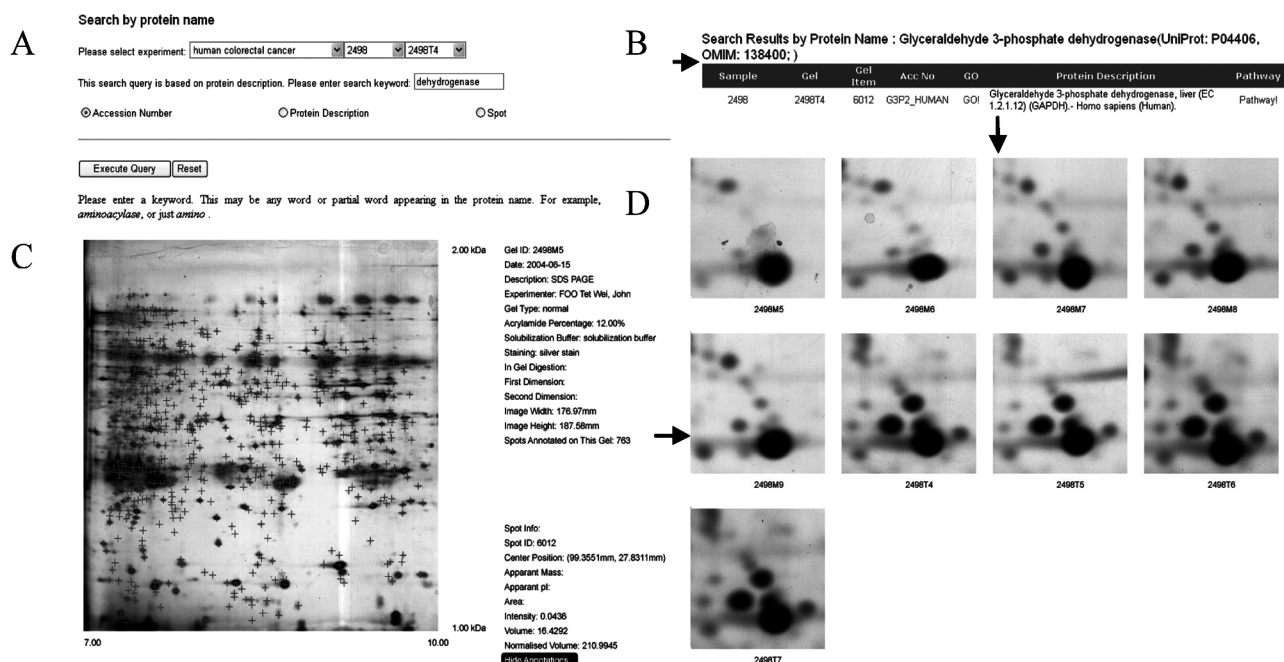 A
Search by protein name
Please select experiment: human colorectal cancer 2498 2498T4
This search query is based on protein description. Please enter search keyword: dehydrogenase
Accession Number Protein Description Spot
Execute Query Reset
Please enter a keyword. This may be any word or partial word appearing in the protein name. For example,
aminoacylase, or just amino .
B
Search Results by Protein Name : Glyceraldehyde 3-phosphate dehydrogenase(UniProt: P04406,
OMIM: 138400; )
Sample Gel Gel Item Acc No GO Protein Description Pathway
2498 2498T4 6012 G3P2_HUMAN GO! Glyceraldehyde 3-phosphate dehydrogenase, liver (EC
1.2.1.12) (GAPDH).- Homo sapiens (Human). Pathway!
C
2.00 kDa
1.00 kDa
7.00 10.00
Gel ID: 2498M5
Date: 2004-06-15
Description: SDS PAGE
Experimenter: FOO Tet Wei, John
Gel Type: normal
Acrylamide Percentage: 12.00%
Solubilization Buffer: solubilization buffer
Staining: silver stain
In Gel Digestion:
First Dimension:
Second Dimension:
Image Width: 176.97mm
Image Height: 187.58mm
Spots Annotated on This Gel: 763
Spot Info:
Spot ID: 6012
Center Position: (99.3551mm, 27.8311mm)
Apparant Mass:
Apparant pI:
Area:
Intensity: 0.0436
Volume: 16.4292
Normalised Volume: 210.9945
Hide Annotations
D
2498M5 2498M6 2498M7 2498M8
2498M9 2498T4 2498T5 2498T6
2498T7